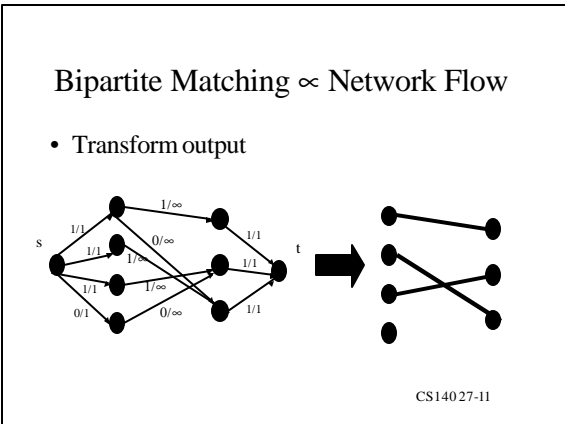 Bipartite Matching ∝ Network Flow
• Transform output
1/∞
1/1
0/∞
1/1
s
t
1/1
1/∞
1/1
1/1
1/∞
0/1
0/∞
1/1
CS140 27-11